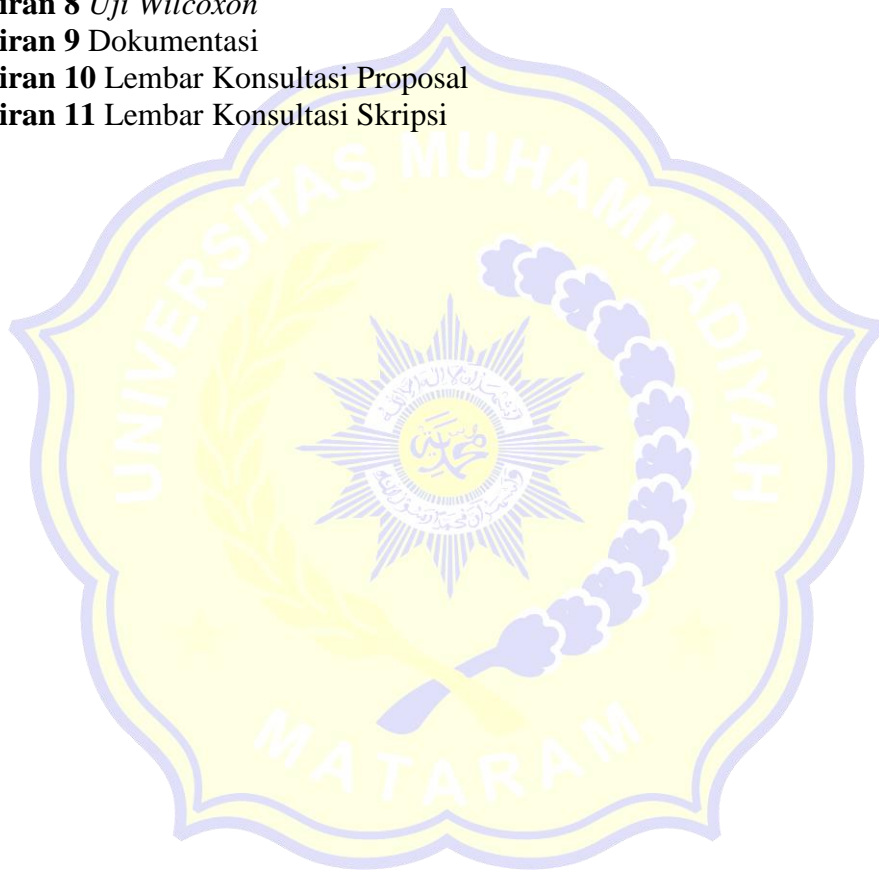 iran 8 Uji Wilcoxon
iran 9 Dokumentasi
iran 10 Lembar Konsultasi Proposal
iran 11 Lembar Konsultasi Skripsi
UNIVERSITAS MUHAMMADIYAH
MATARAM